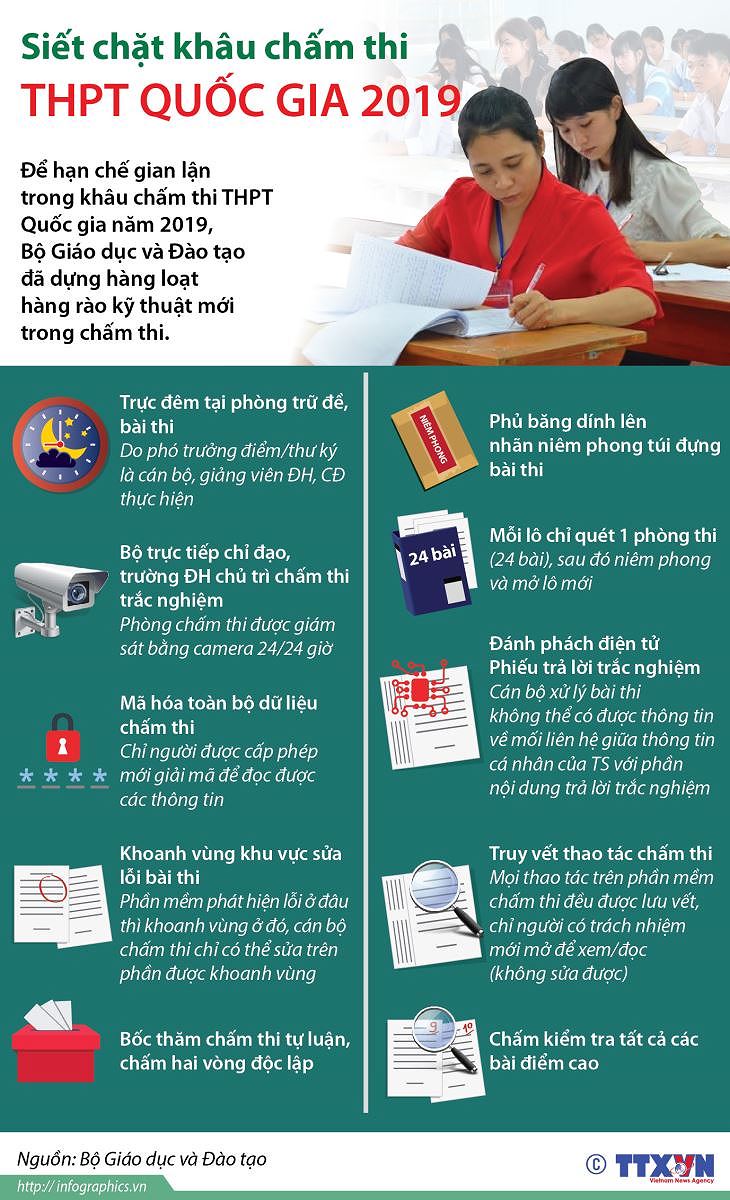 Siết chặt khâu chấm thi
THPT QUỐC GIA 2019
Để hạn chế gian lận
trong khâu chấm thi THPT
Quốc gia năm 2019,
Bộ Giáo dục và Đào tạo
đã dựng hàng loạt
hàng rào kỹ thuật mới
trong chấm thi.
Trực đêm tại phòng trữ đề,
bài thi
Do phó trưởng điểm/thư ký
là cán bộ, giảng viên ĐH, CĐ
thực hiện
Bộ trực tiếp chỉ đạo,
trường ĐH chủ trì chấm thi
trắc nghiệm
Phòng chấm thi được giám
sát bằng camera 24/24 giờ
Mã hóa toàn bộ dữ liệu
chấm thi
Chỉ người được cấp phép
mới giải mã để đọc được
các thông tin
* * * *
Khoanh vùng khu vực sửa
lỗi bài thi
Phần mềm phát hiện lỗi ở đâu
thì khoanh vùng ở đó, cán bộ
chấm thi chỉ có thể sửa trên
phần được khoanh vùng
Bốc thăm chấm thi tự luận,
chấm hai vòng độc lập
NIÊM PHONG
Phủ băng dính lên
nhãn niêm phong túi đựng
bài thi
24 bài
Mỗi lô chỉ quét 1 phòng thi
(24 bài), sau đó niêm phong
và mở lô mới
Đánh phách điện tử
Phiếu trả lời trắc nghiệm
Cán bộ xử lý bài thi
không thể có được thông tin
về mối liên hệ giữa thông tin
cá nhân của TS với phần
nội dung trả lời trắc nghiệm
Truy vết thao tác chấm thi
Mọi thao tác trên phần mềm
chấm thi đều được lưu vết,
chỉ người có trách nhiệm
mới mở để xem/đọc
(không sửa được)
9
10
Chấm kiểm tra tất cả các
bài điểm cao
Nguồn: Bộ Giáo dục và Đào tạo
© TTXVN
Vietnam News Agency
http://infographics.vn